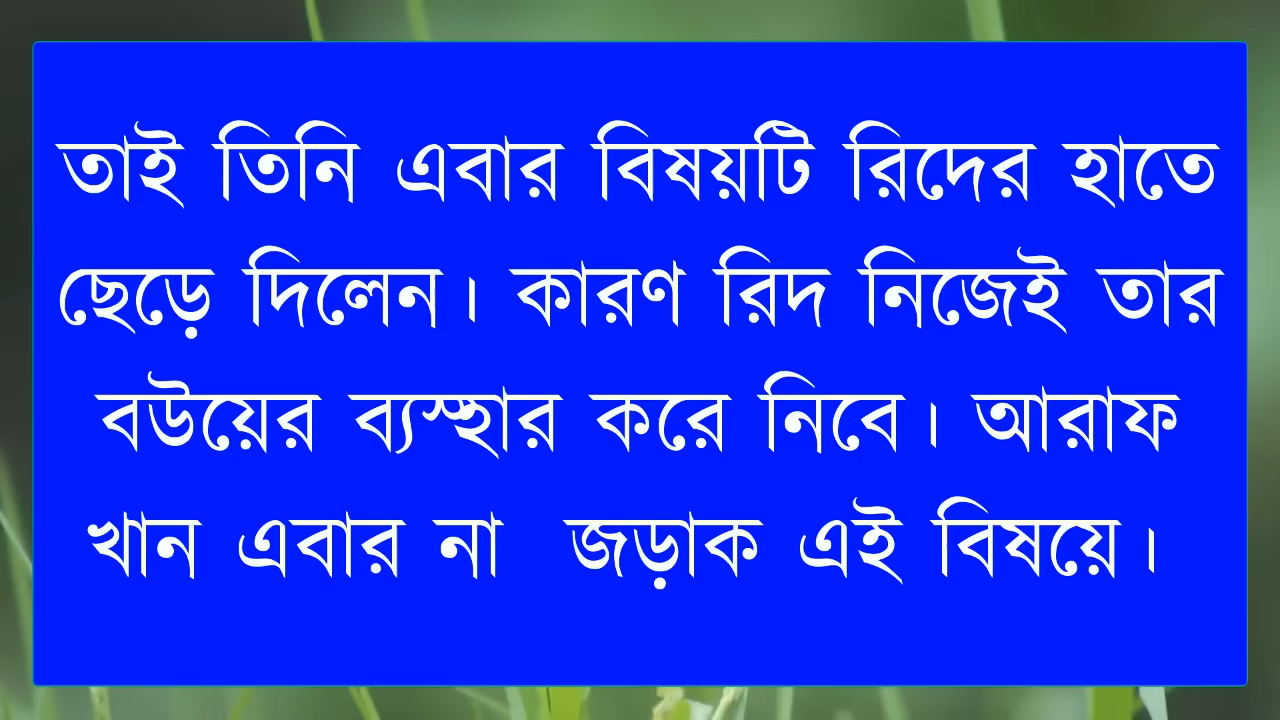 তাই তিনি এবার বিষয়টি রিদের হাতে
ছেড়ে দিলেন। কারণ রিদ নিজেই তার
বউয়ের ব্যস্হার করে নিবে। আরাফ
খান এবার না জড়াক এই বিষয়ে।